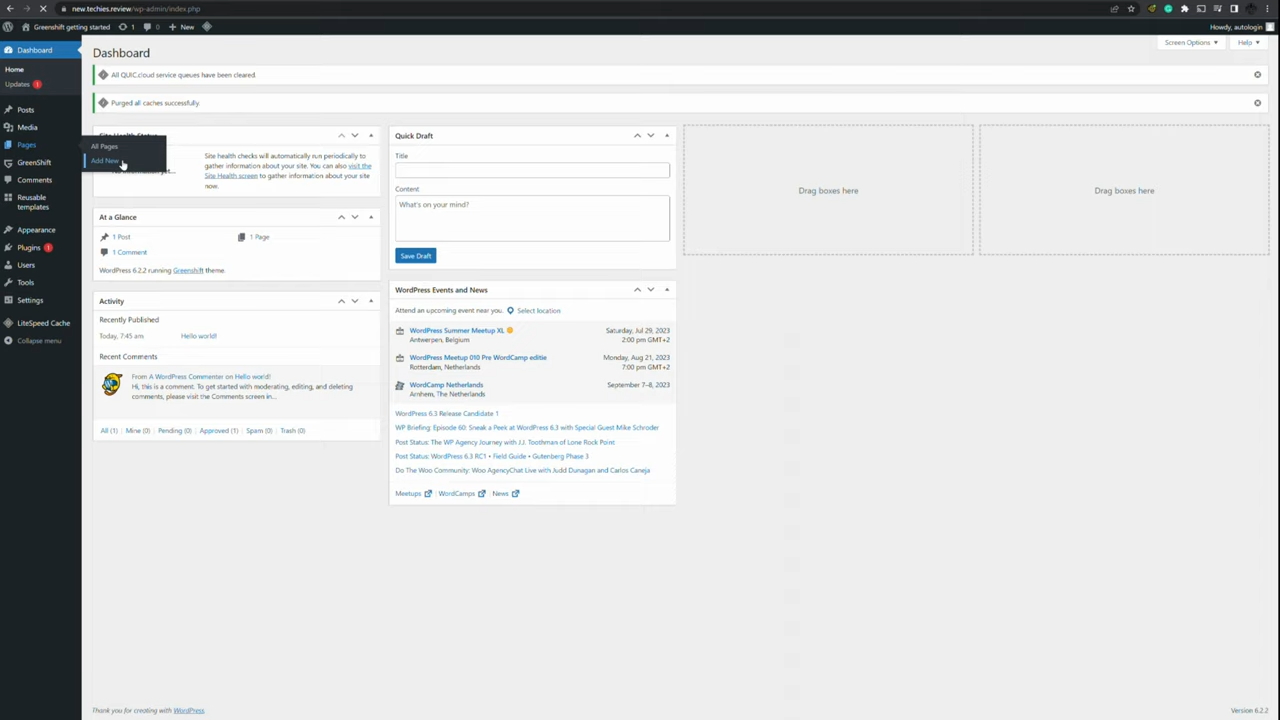 new.techies.review/wp-admin/index.php
Greenshift getting started
1
0
New
Howdy, autologin
Dashboard
Home
Updates 1
Posts
Media
Pages
All Pages
Add New
GreenShift
Comments
Reusable
templates
Appearance
Plugins 1
Users
Tools
Settings
LiteSpeed Cache
Collapse menu
Dashboard
Screen Options
Help
All QUIC.cloud service queues have been cleared.
Purged all caches successfully.
Site Health Status
Site health checks will automatically run periodically to
gather information about your site. You can also visit the
Site Health screen to gather information about your site
now.
At a Glance
1 Post
1 Page
1 Comment
WordPress 6.2.2 running Greenshift theme.
Activity
Recently Published
Today, 7:45 am
Hello world!
Recent Comments
From A WordPress Commenter on Hello world!
Hi, this is a comment. To get started with moderating, editing, and deleting
comments, please visit the Comments screen in...
All (1) | Mine (0) | Pending (0) | Approved (1) | Spam (0) | Trash (0)
Quick Draft
Title
Content
What's on your mind?
Save Draft
WordPress Events and News
Attend an upcoming event near you. Select location
WordPress Summer Meetup XL
Antwerpen, Belgium
Saturday, Jul 29, 2023
2:00 pm GMT+2
WordPress Meetup 010 Pre WordCamp editie
Rotterdam, Netherlands
Monday, Aug 21, 2023
7:00 pm GMT+2
WordCamp Netherlands
Arnhem, The Netherlands
September 7–8, 2023
WordPress 6.3 Release Candidate 1
WP Briefing: Episode 60: Sneak a Peek at WordPress 6.3 with Special Guest Mike Schroder
Post Status: The WP Agency Journey with J.J. Toothman of Lone Rock Point
Post Status: WordPress 6.3 RC1 • Field Guide • Gutenberg Phase 3
Do The Woo Community: Woo AgencyChat Live with Judd Dunagan and Carlos Caneja
Meetups | WordCamps | News
Drag boxes here
Drag boxes here
Thank you for creating with WordPress.
Version 6.2.2